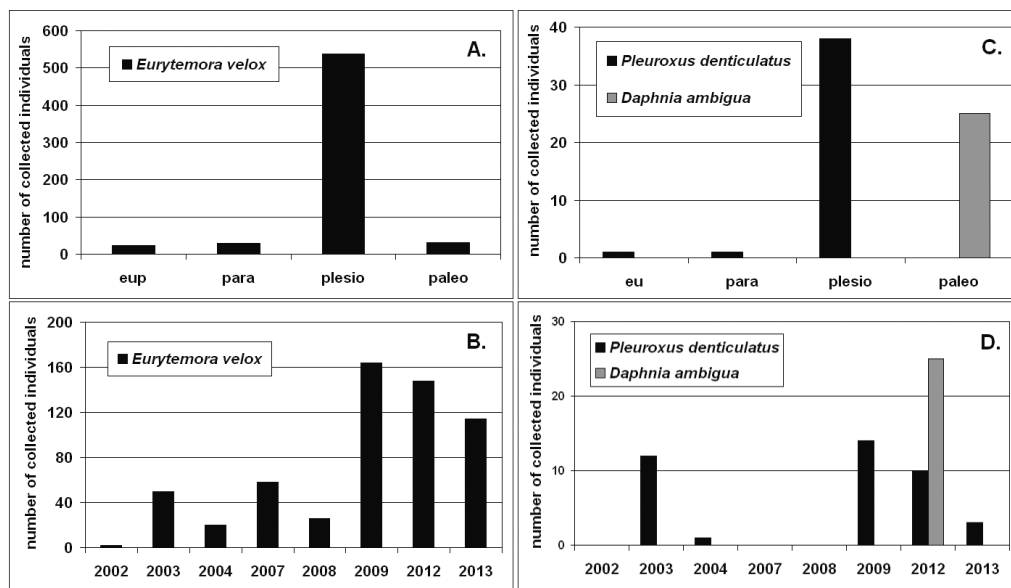 A.
Eurytemora velox
number of collected individuals
600
500
400
300
200
100
0
eup para plesio paleo
C.
Pleuroxus denticulatus
Daphnia ambigua
number of collected individuals
40
30
20
10
0
eu para plesio paleo
B.
Eurytemora velox
number of collected individuals
200
160
120
80
40
0
2002 2003 2004 2007 2008 2009 2012 2013
D.
Pleuroxus denticulatus
Daphnia ambigua
number of collected individuals
30
20
10
0
2002 2003 2004 2007 2008 2009 2012 2013